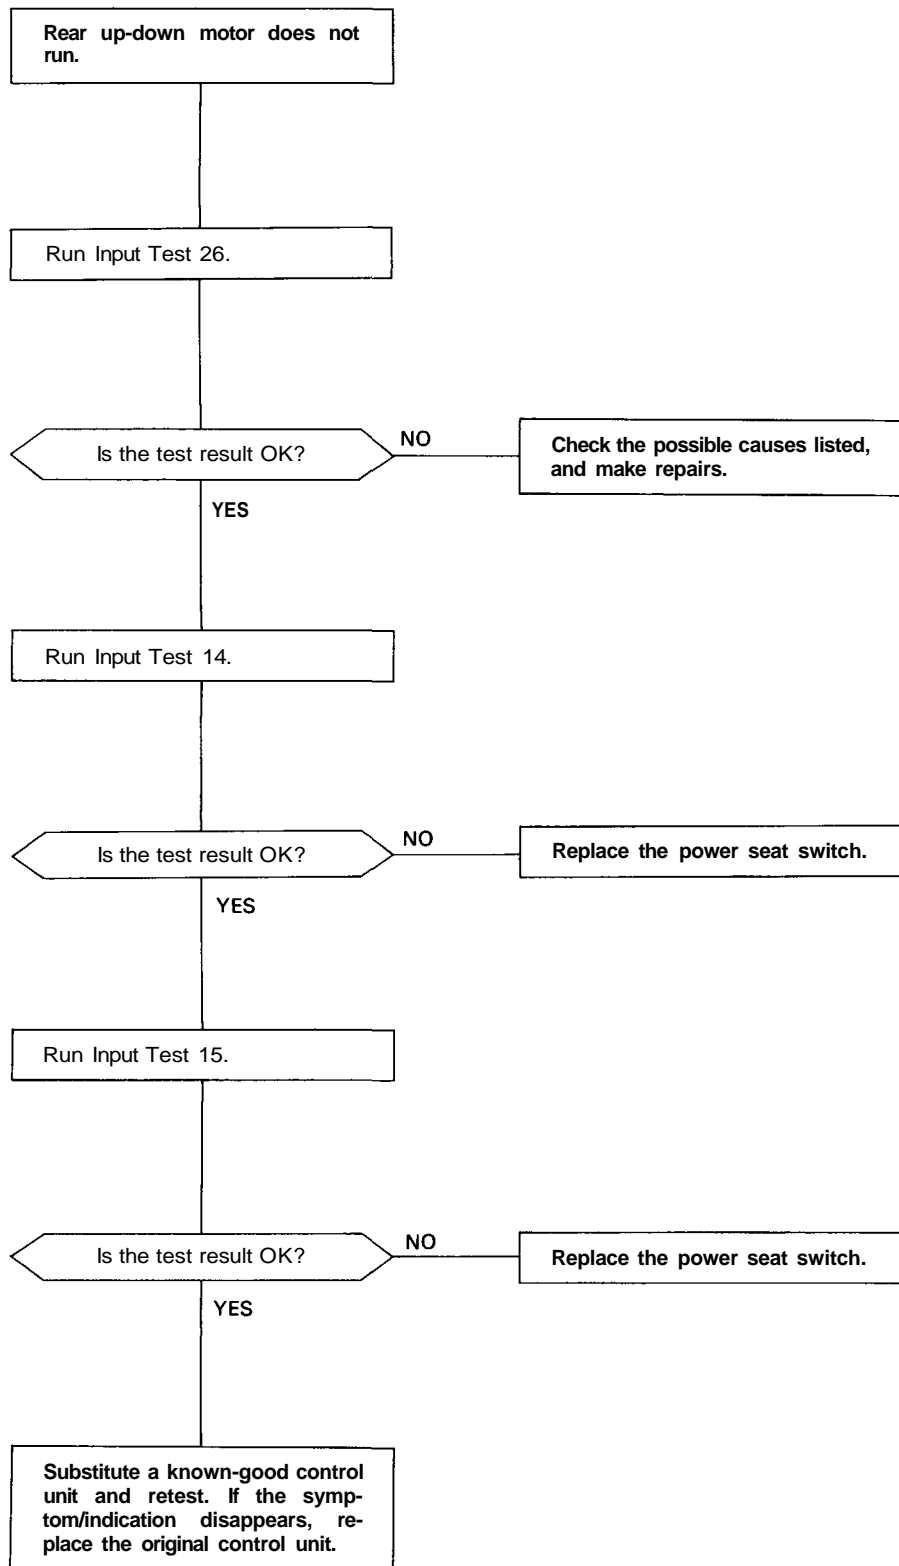 Rear up-down motor does not
run.
Run Input Test 26.
Is the test result OK?
NO
Check the possible causes listed,
and make repairs.
YES
Run Input Test 14.
Is the test result OK?
NO
Replace the power seat switch.
YES
Run Input Test 15.
Is the test result OK?
NO
Replace the power seat switch.
YES
Substitute a known-good control
unit and retest. If the symp-
tom/indication disappears, re-
place the original control unit.